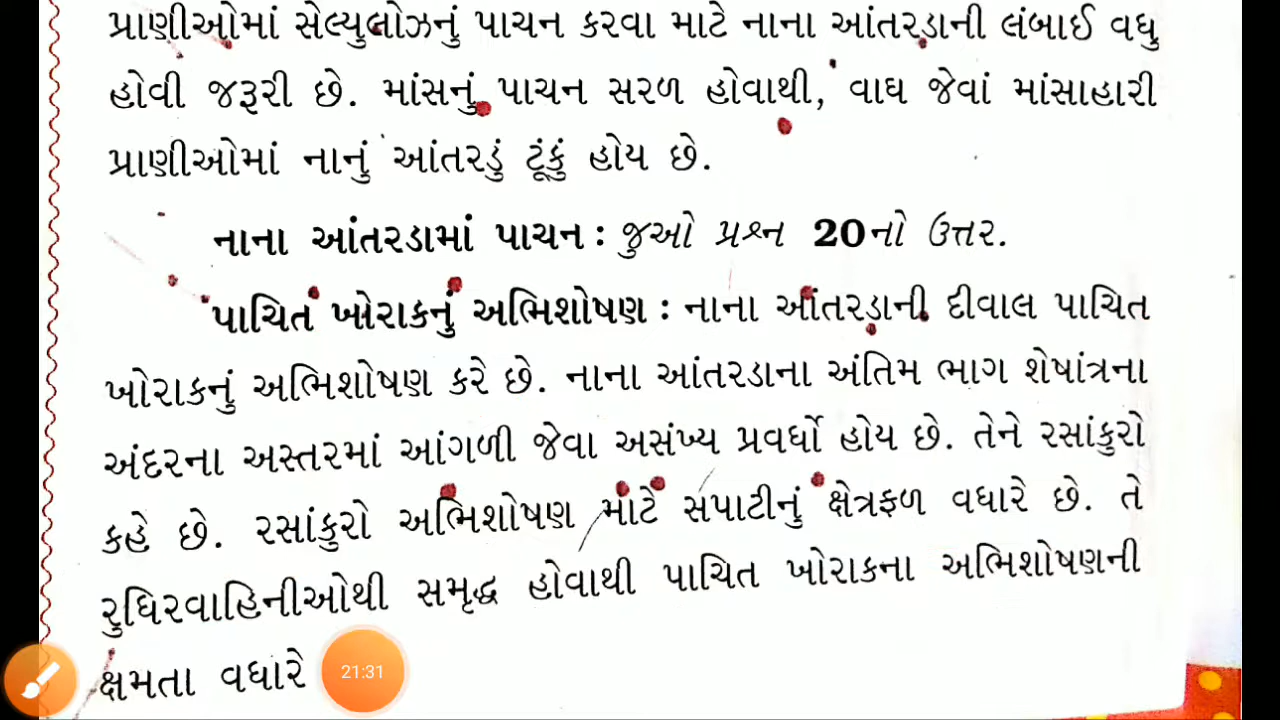 પ્રાણીઓમાં સેલ્યુલોઝનું પાચન કરવા માટે નાના આંતરડાની લંબાઈ વધુ
હોવી જરૂરી છે. માંસનું પાચન સરળ હોવાથી, વાઘ જેવાં માંસાહારી
પ્રાણીઓમાં નાનું આંતરડું ટૂંકું હોય છે.
નાના આંતરડામાં પાચન : જુઓ પ્રશ્ન 20નો ઉત્તર.
પાચિત ખોરાકનું અભિશોષણ : નાના આંતરડાની દીવાલ પાચિત
ખોરાકનું અભિશોષણ કરે છે. નાના આંતરડાના અંતિમ ભાગ શેષાંત્રના
અંદરના અસ્તરમાં આંગળી જેવા અસંખ્ય પ્રવર્ધો હોય છે. તેને રસાંકુરો
કહે છે. રસાંકુરો અભિશોષણ માટે સપાટીનું ક્ષેત્રફળ વધારે છે. તે
રુધિરવાહિનીઓથી સમૃદ્ધ હોવાથી પાચિત ખોરાકના અભિશોષણની
ક્ષમતા વધારે
21:31